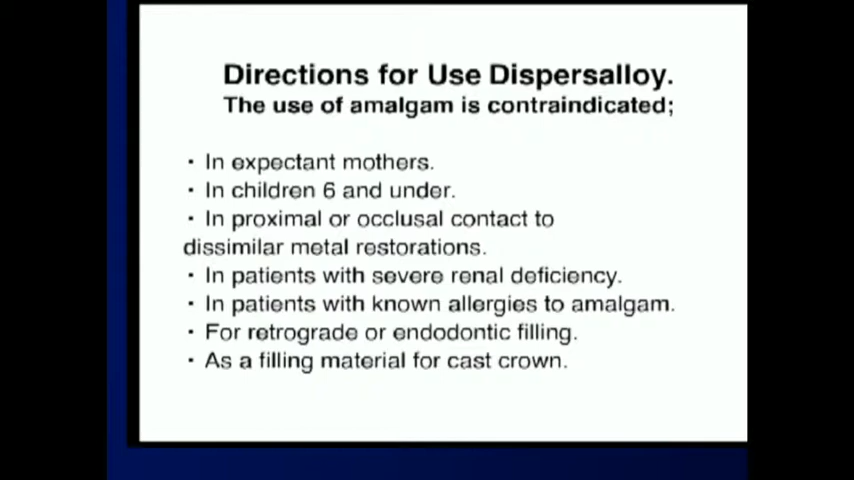 Directions for Use Dispersalloy.
The use of amalgam is contraindicated;
· In expectant mothers.
· In children 6 and under.
· In proximal or occlusal contact to
dissimilar metal restorations.
· In patients with severe renal deficiency.
· In patients with known allergies to amalgam.
· For retrograde or endodontic filling.
· As a filling material for cast crown.